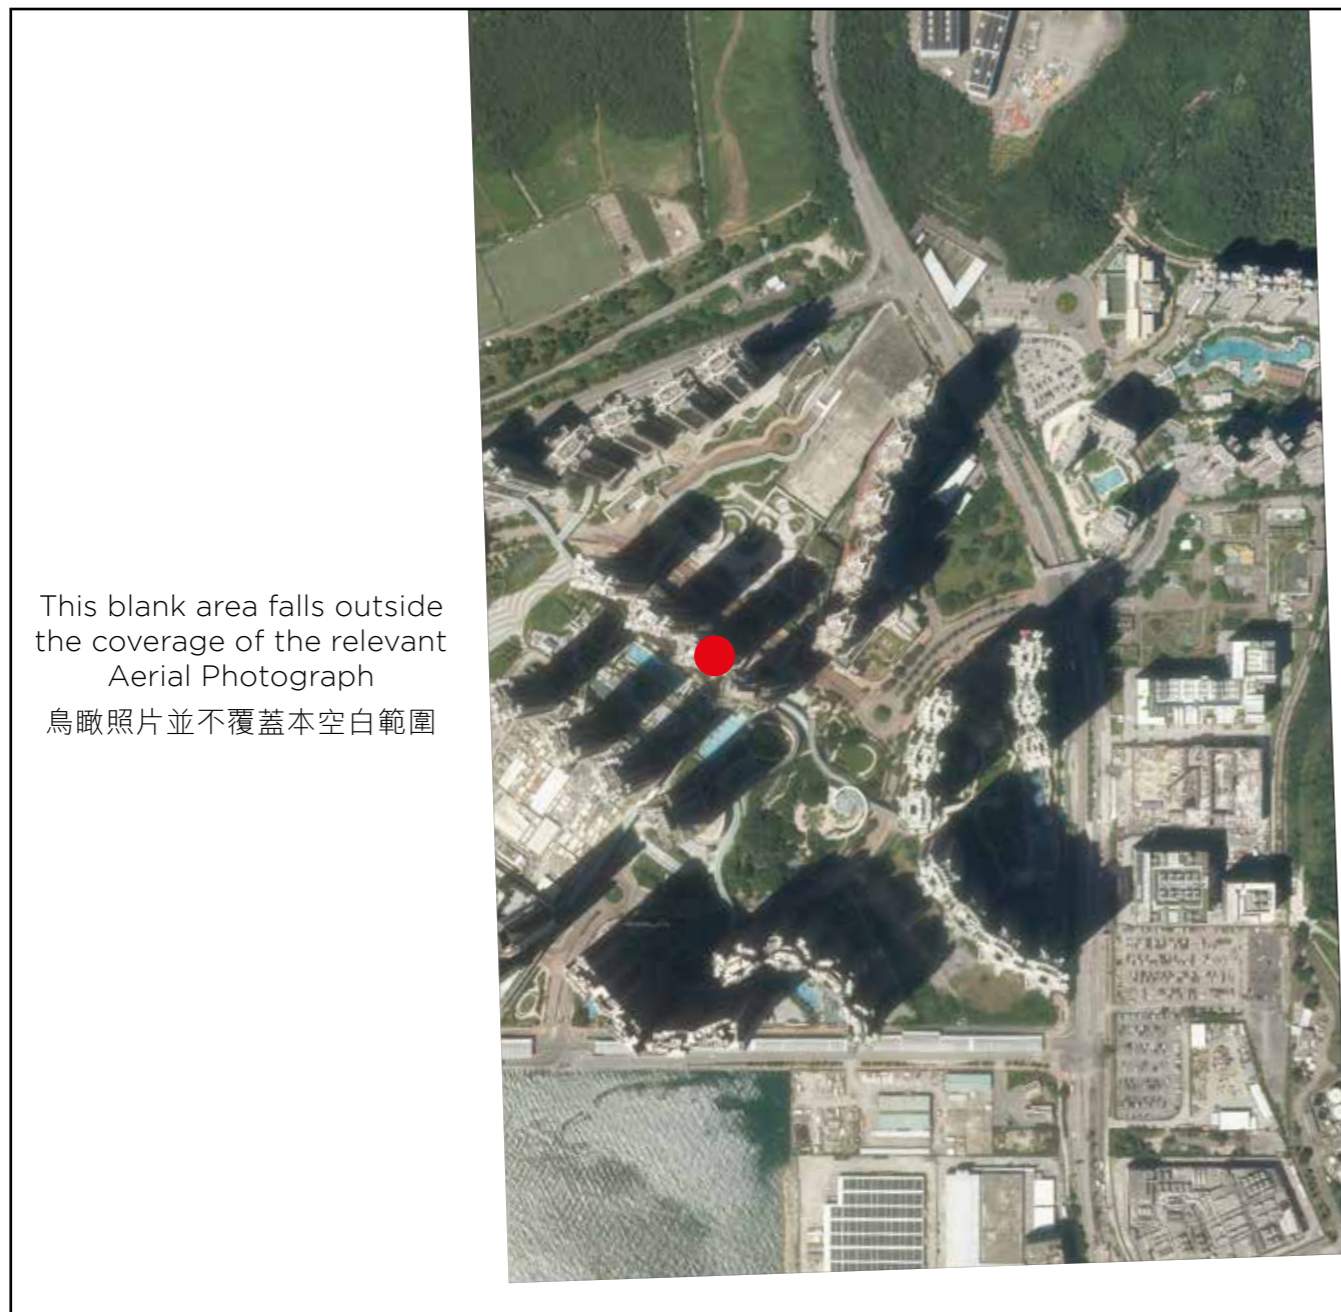 This blank area falls outside
the coverage of the relevant
Aerial Photograph
鳥瞰照片並不覆蓋本空白範圍